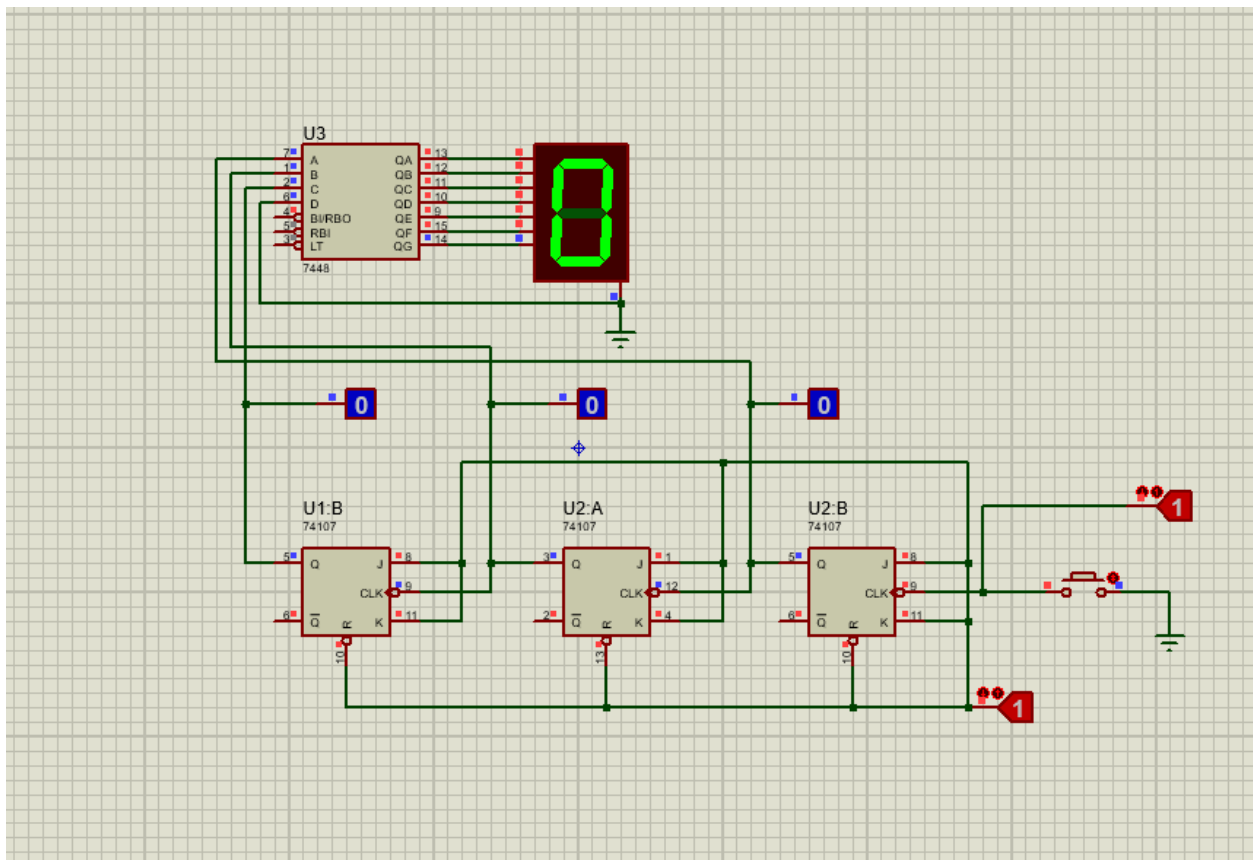 U3
7 A QA 13
1 B QB 12
2 C QC 11
6 D QD 10
4 BI/RBO QE 9
5 RBI QF 15
3 LT QG 14
7448
0
0 0 0
U1:B U2:A U2:B
74107 74107 74107
1
5 Q J 8 3 Q J 1 5 Q J 8
CLK 9 CLK 12 CLK 9
6 Q K 11 2 Q K 4 6 Q K 11
R R R
10 13 10
1